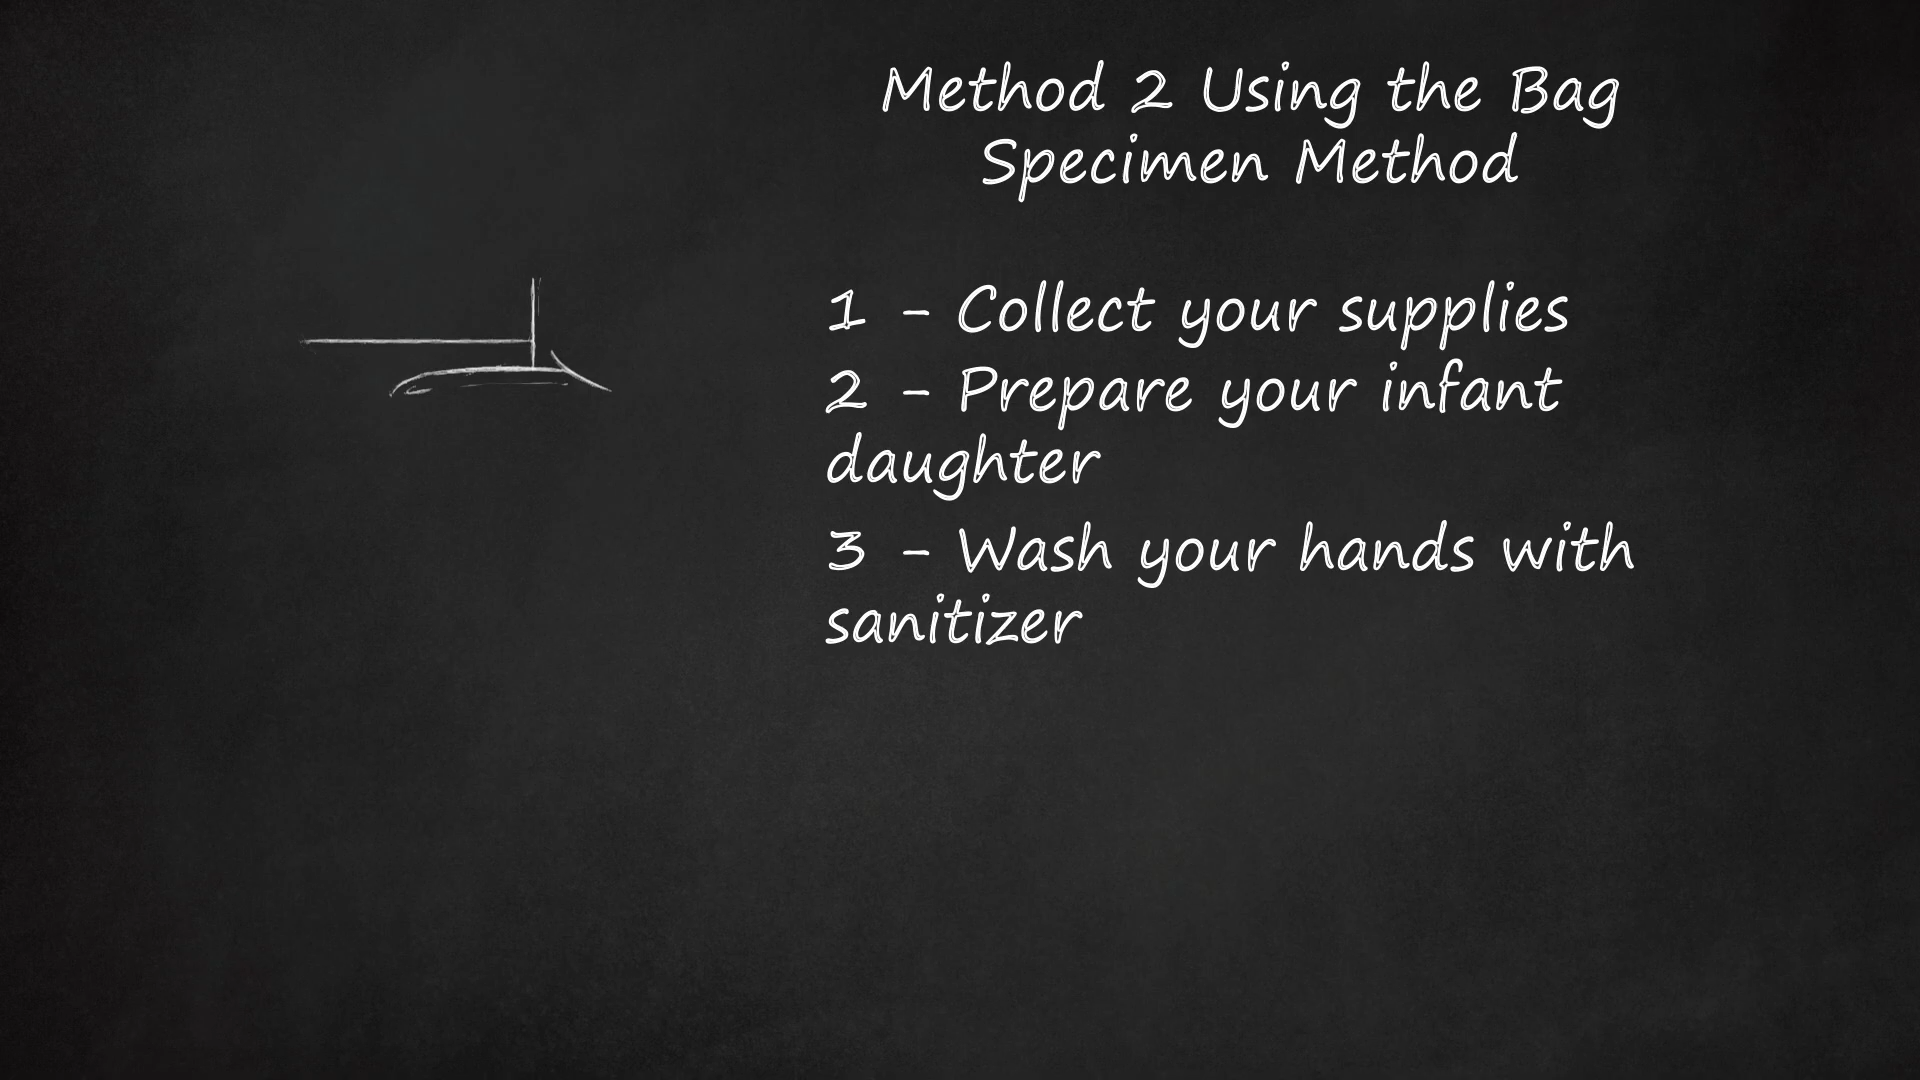 Method 2 Using the Bag
Specimen Method
1 - Collect your supplies
2 - Prepare your infant
daughter
3 - Wash your hands with
sanitizer